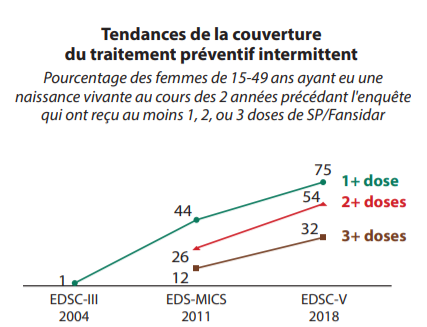 Tendances de la couverture
du traitement préventif intermittent
Pourcentage des femmes de 15-49 ans ayant eu une
naissance vivante au cours des 2 années précédant l'enquête
qui ont reçu au moins 1, 2, ou 3 doses de SP/Fansidar
75
1+ dose
54
2+ doses
44
32
3+ doses
26
12
1
EDSC-III
2004
EDS-MICS
2011
EDSC-V
2018